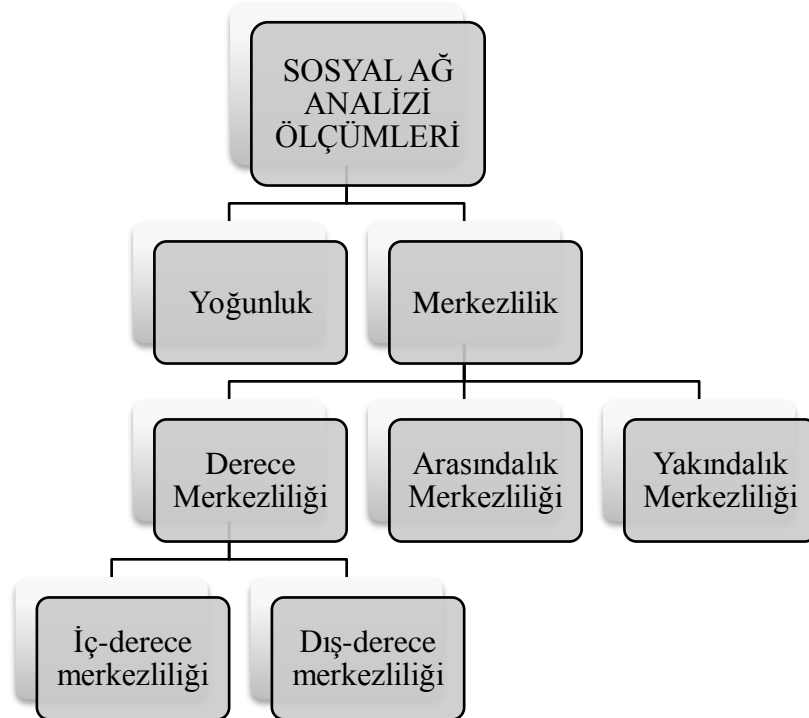 SOSYAL AĞ
ANALİZİ
ÖLÇÜMLERİ
Yoğunluk
Merkezlilik
Derece
Merkezliliği
Arasındalık
Merkezliliği
Yakındalık
Merkezliliği
İç-derece
merkezliliği
Dış-derece
merkezliliği